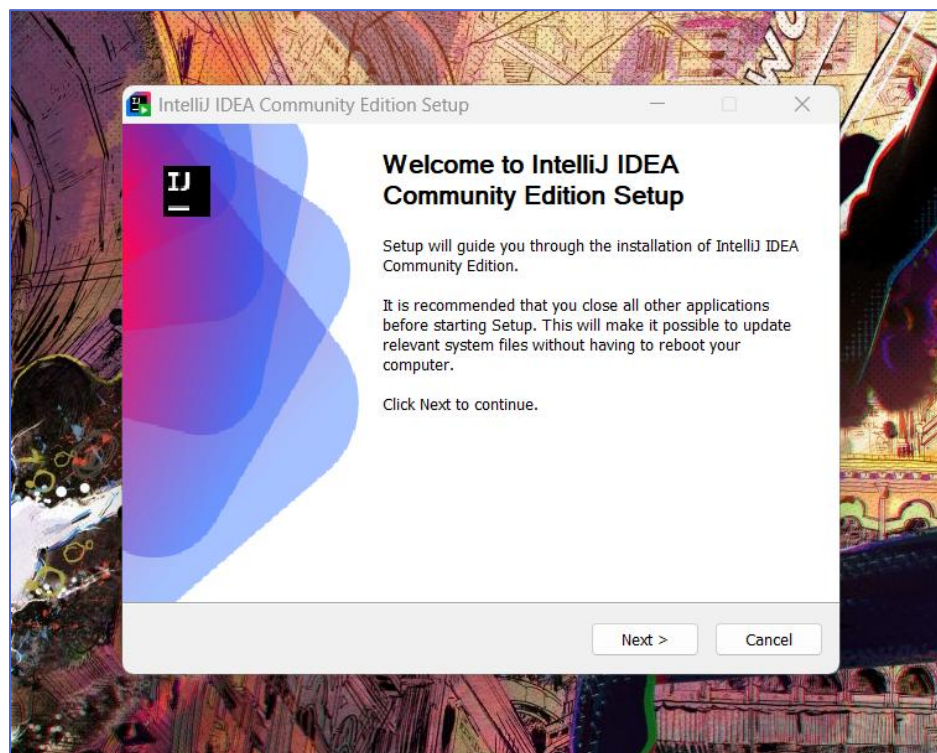 IntelliJ IDEA Community Edition Setup
IJ
Welcome to IntelliJ IDEA
Community Edition Setup
Setup will guide you through the installation of IntelliJ IDEA
Community Edition.
It is recommended that you close all other applications
before starting Setup. This will make it possible to update
relevant system files without having to reboot your
computer.
Click Next to continue.
Next >
Cancel